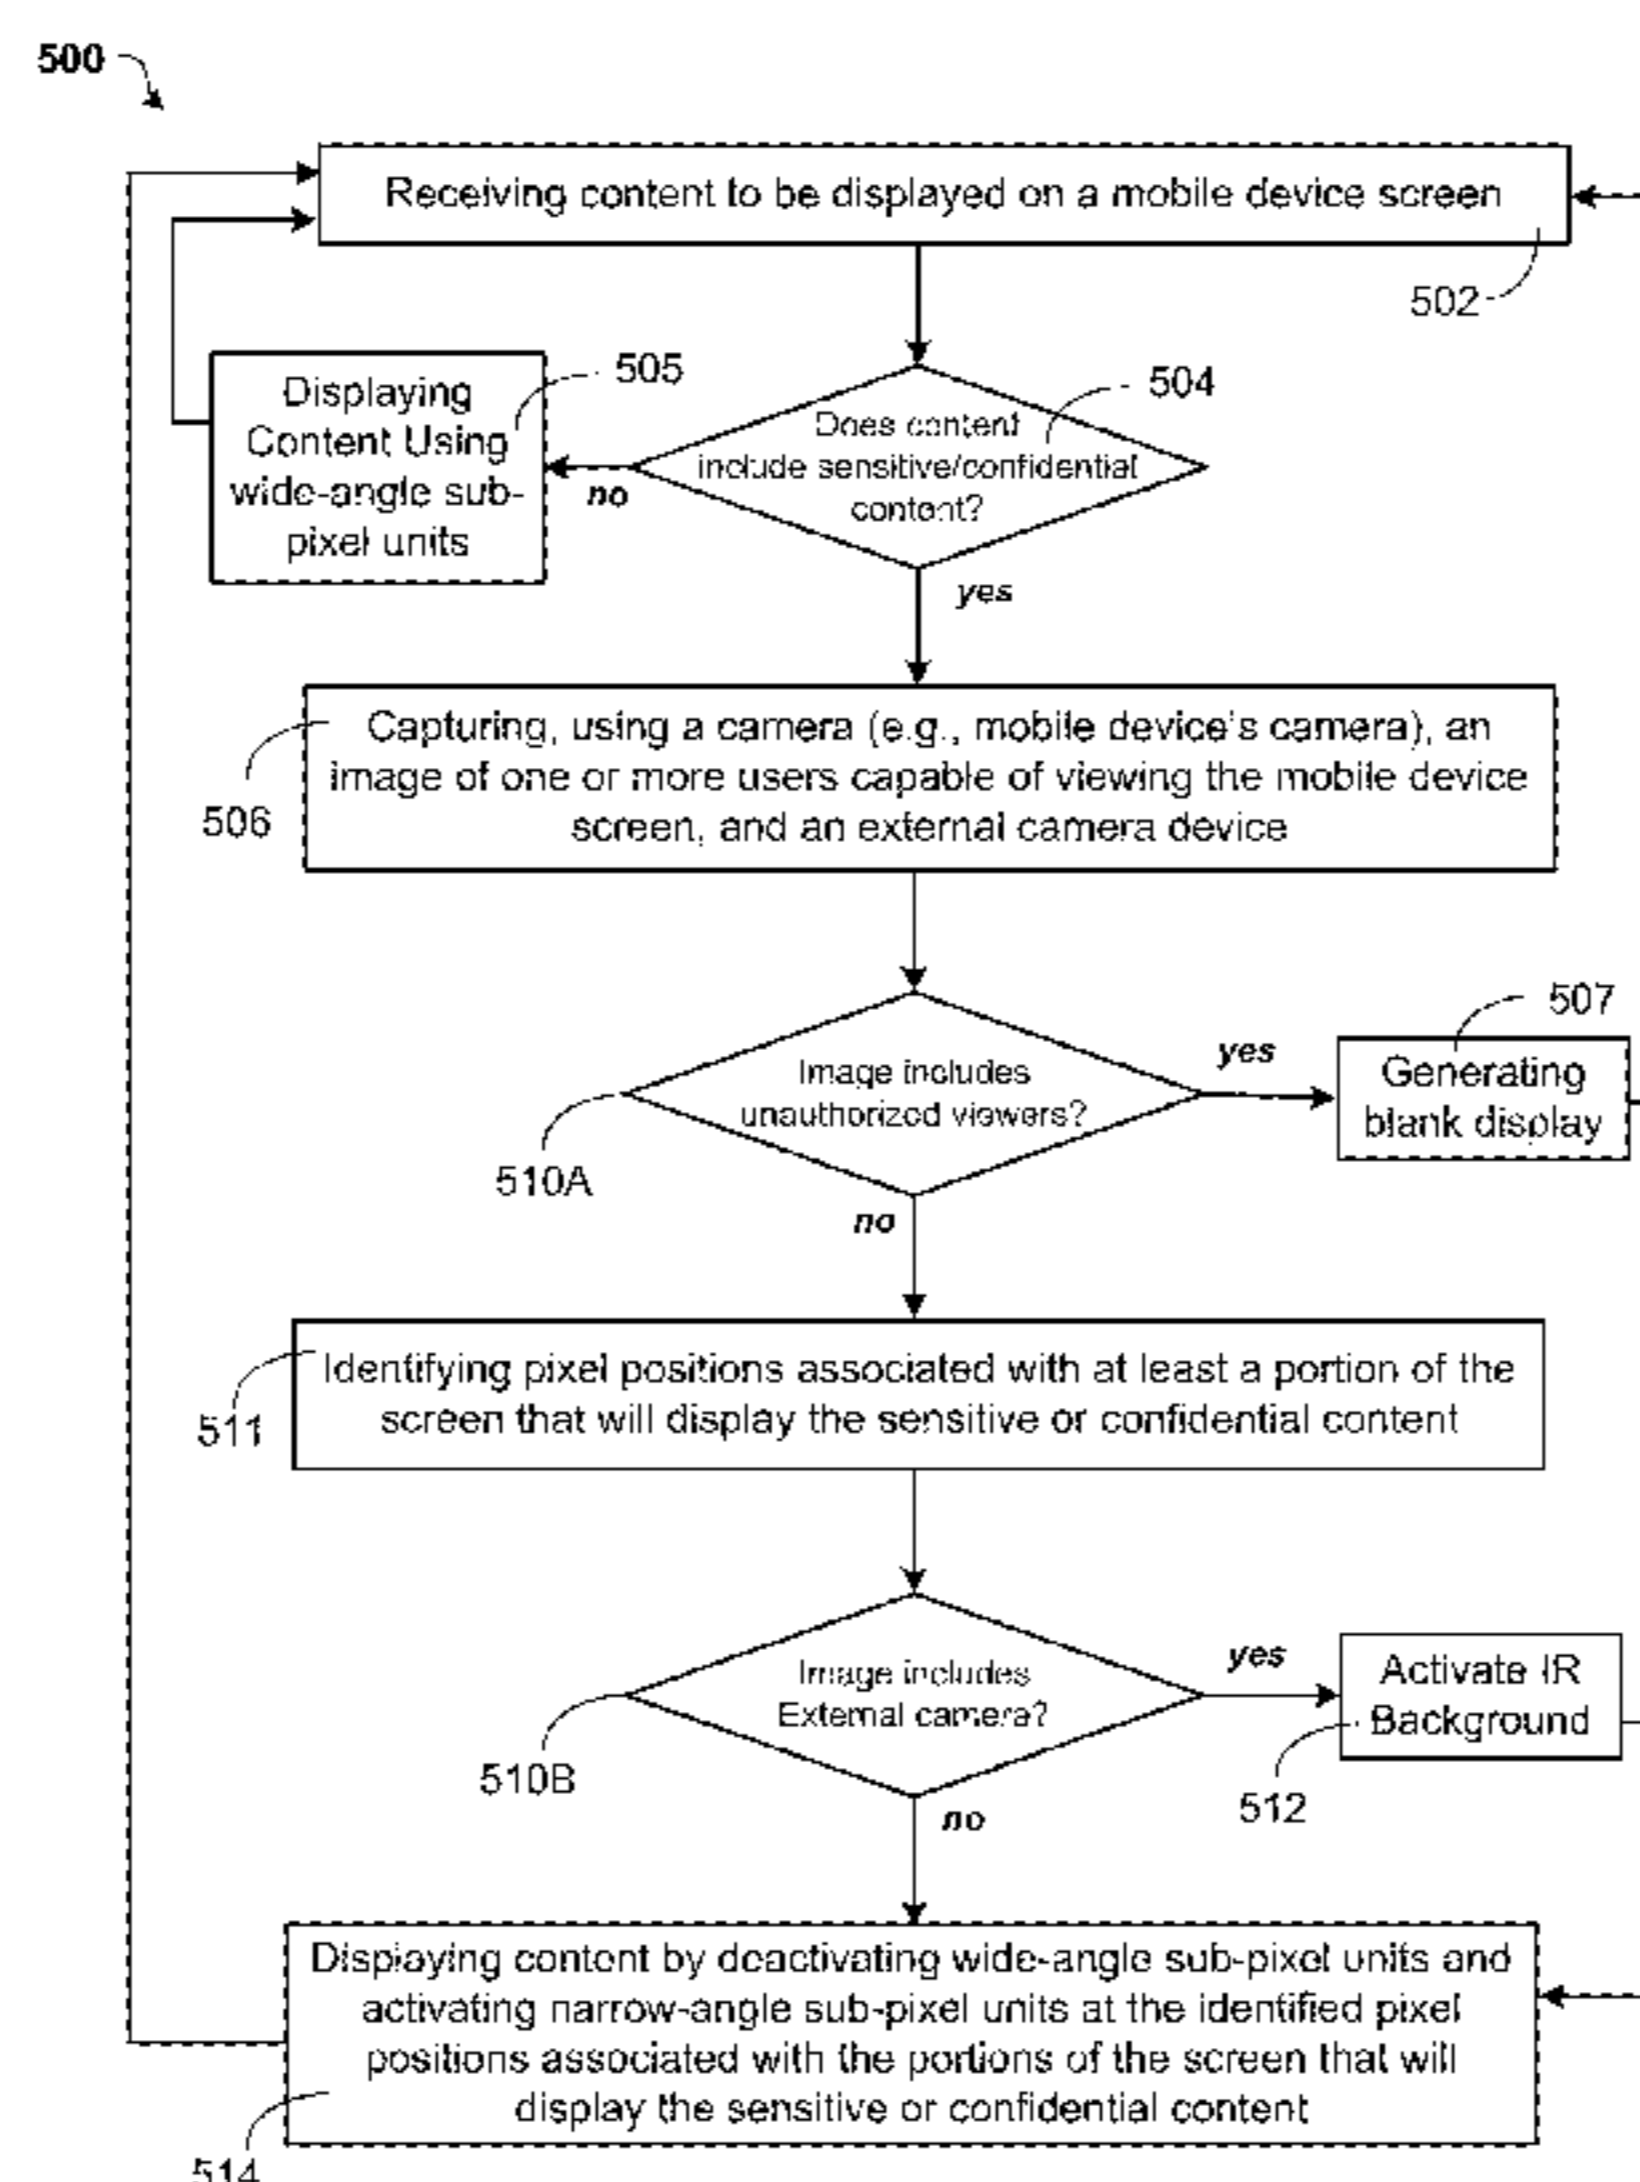 500
Receiving content to be displayed on a mobile device screen
502
505
504
Displaying
Content Using
wide-angle sub-
pixel units
Does content
include sensitive/confidential
content?
no
yes
Capturing, using a camera (e.g., mobile device's camera), an
image of one or more users capable of viewing the mobile device
screen, and an external camera device
506
507
Image includes
unauthorized viewers?
yes
Generating
blank display
510A
no
Identifying pixel positions associated with at least a portion of the
screen that will display the sensitive or confidential content
511
Image includes
External camera?
yes
Activate IR
Background
510B
512
no
Displaying content by deactivating wide-angle sub-pixel units and
activating narrow-angle sub-pixel units at the identified pixel
positions associated with the portions of the screen that will
display the sensitive or confidential content
514